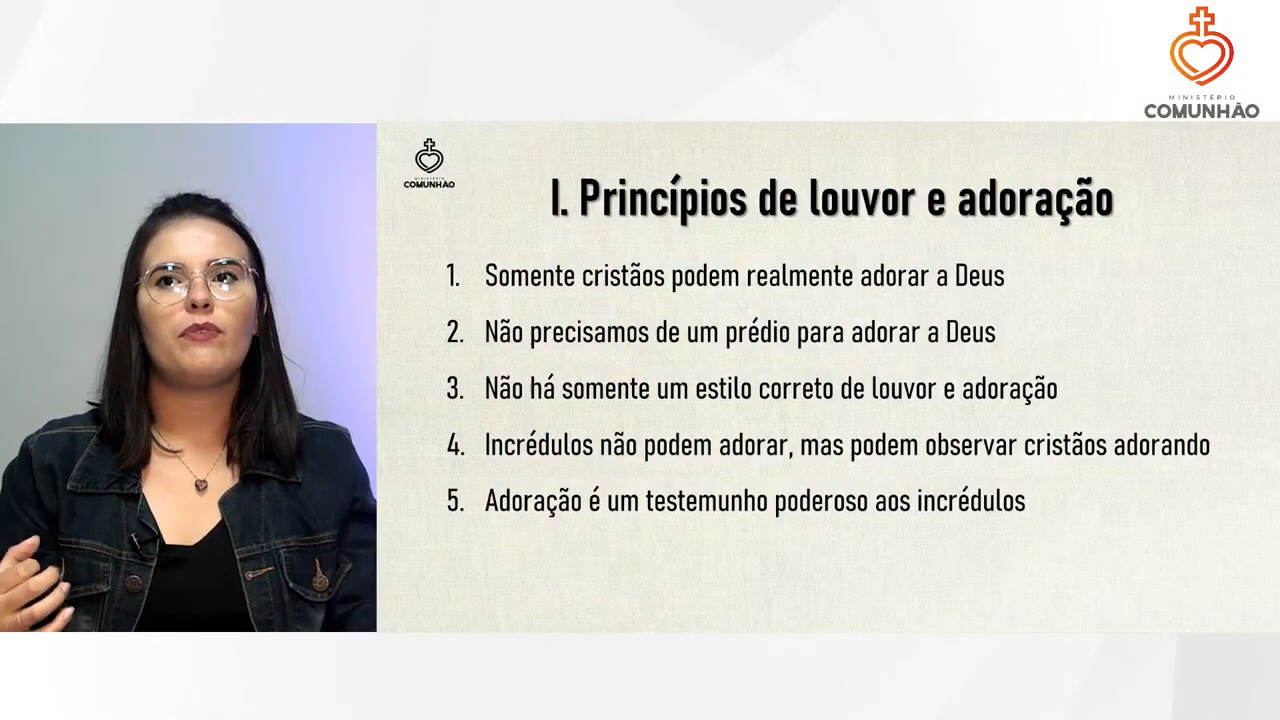 MINISTÉRIO
COMUNHÃO
MINISTÉRIO
COMUNHÃO
I. Princípios de louvor e adoração
1. Somente cristãos podem realmente adorar a Deus
2. Não precisamos de um prédio para adorar a Deus
3. Não há somente um estilo correto de louvor e adoração
4. Incrédulos não podem adorar, mas podem observar cristãos adorando
5. Adoração é um testemunho poderoso aos incrédulos